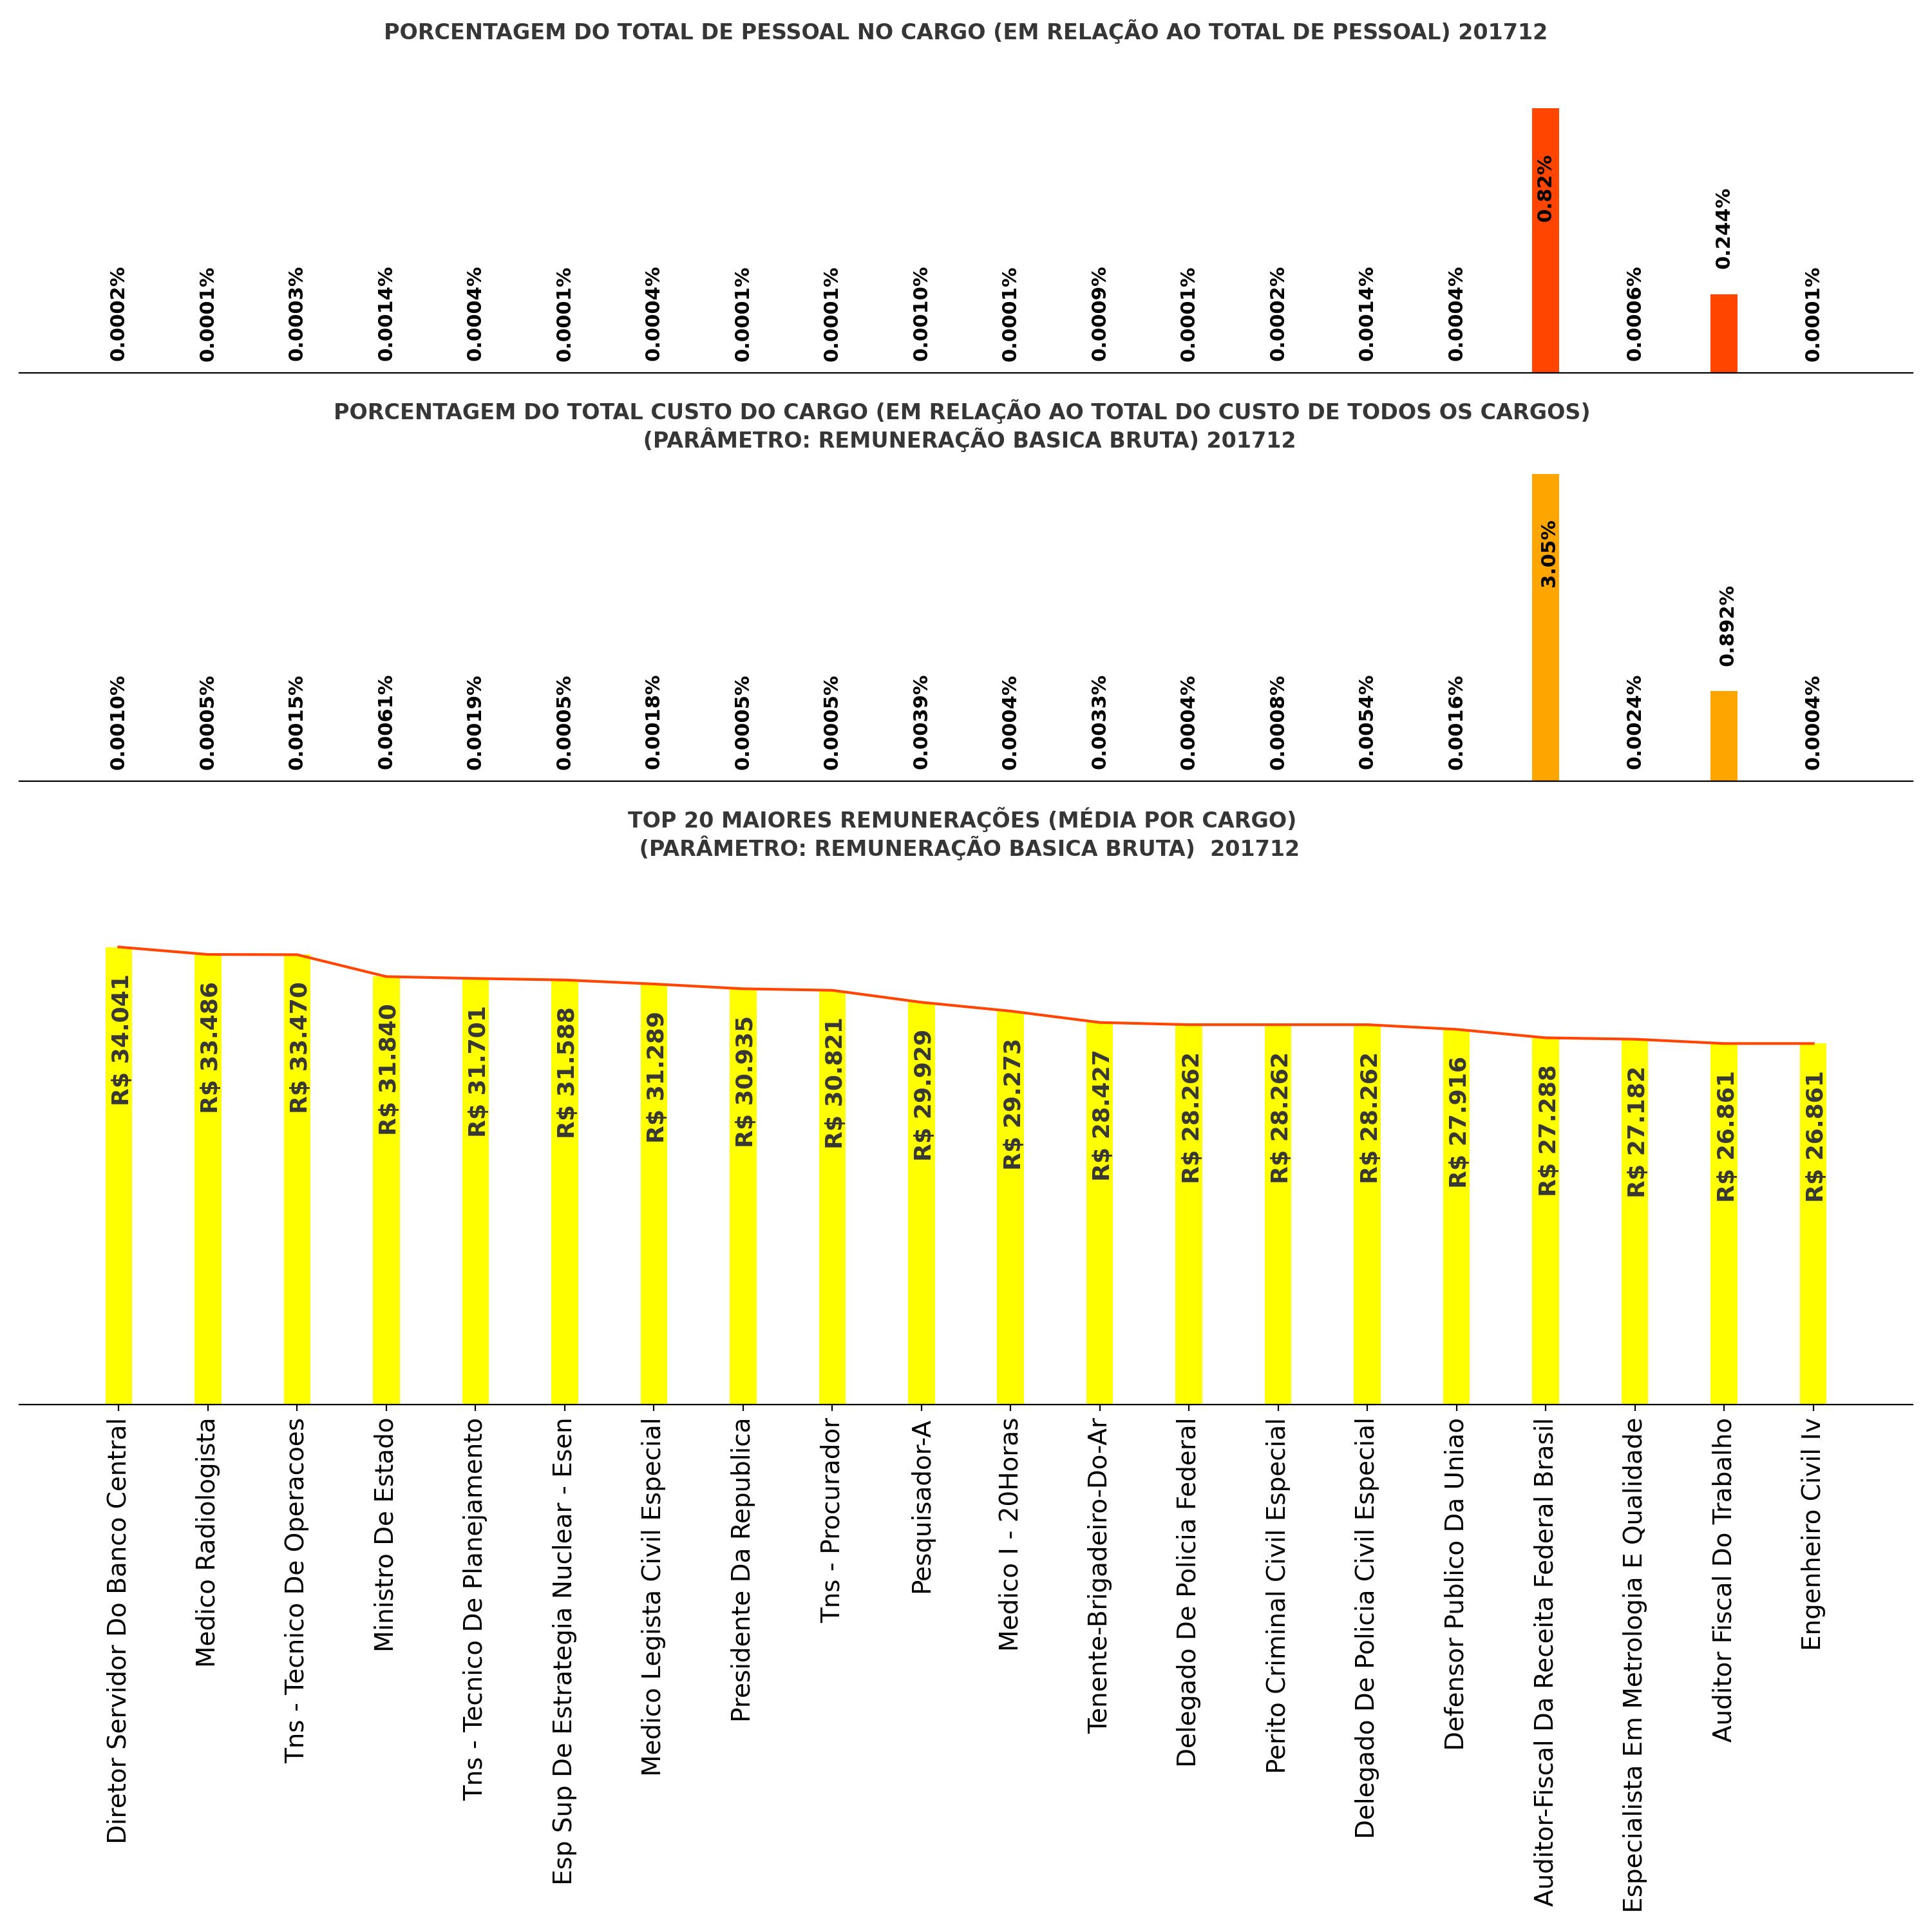 PORCENTAGEM DO TOTAL DE PESSOAL NO CARGO (EM RELAÇÃO AO TOTAL DE PESSOAL) 201712
0.0002%
0.0001%
0.0003%
0.0014%
0.0004%
0.0001%
0.0004%
0.0001%
0.0001%
0.0010%
0.0001%
0.0009%
0.0001%
0.0002%
0.0014%
0.0004%
0.82%
0.0006%
0.244%
0.0001%
PORCENTAGEM DO TOTAL CUSTO DO CARGO (EM RELAÇÃO AO TOTAL DO CUSTO DE TODOS OS CARGOS)
(PARÂMETRO: REMUNERAÇÃO BASICA BRUTA) 201712
0.0010%
0.0005%
0.0015%
0.0061%
0.0019%
0.0005%
0.0018%
0.0005%
0.0005%
0.0039%
0.0004%
0.0033%
0.0004%
0.0008%
0.0054%
0.0016%
3.05%
0.0024%
0.892%
0.0004%
TOP 20 MAIORES REMUNERAÇÕES (MÉDIA POR CARGO)
(PARÂMETRO: REMUNERAÇÃO BASICA BRUTA) 201712
R$ 34.041
R$ 33.486
R$ 33.470
R$ 31.840
R$ 31.701
R$ 31.588
R$ 31.289
R$ 30.935
R$ 30.821
R$ 29.929
R$ 29.273
R$ 28.427
R$ 28.262
R$ 28.262
R$ 28.262
R$ 27.916
R$ 27.288
R$ 27.182
R$ 26.861
R$ 26.861
Diretor Servidor Do Banco Central
Medico Radiologista
Tns - Tecnico De Operacoes
Ministro De Estado
Tns - Tecnico De Planejamento
Esp Sup De Estrategia Nuclear - Esen
Medico Legista Civil Especial
Presidente Da Republica
Tns - Procurador
Pesquisador-A
Medico I - 20Horas
Tenente-Brigadeiro-Do-Ar
Delegado De Policia Federal
Perito Criminal Civil Especial
Delegado De Policia Civil Especial
Defensor Publico Da Uniao
Auditor-Fiscal Da Receita Federal Brasil
Especialista Em Metrologia E Qualidade
Auditor Fiscal Do Trabalho
Engenheiro Civil Iv